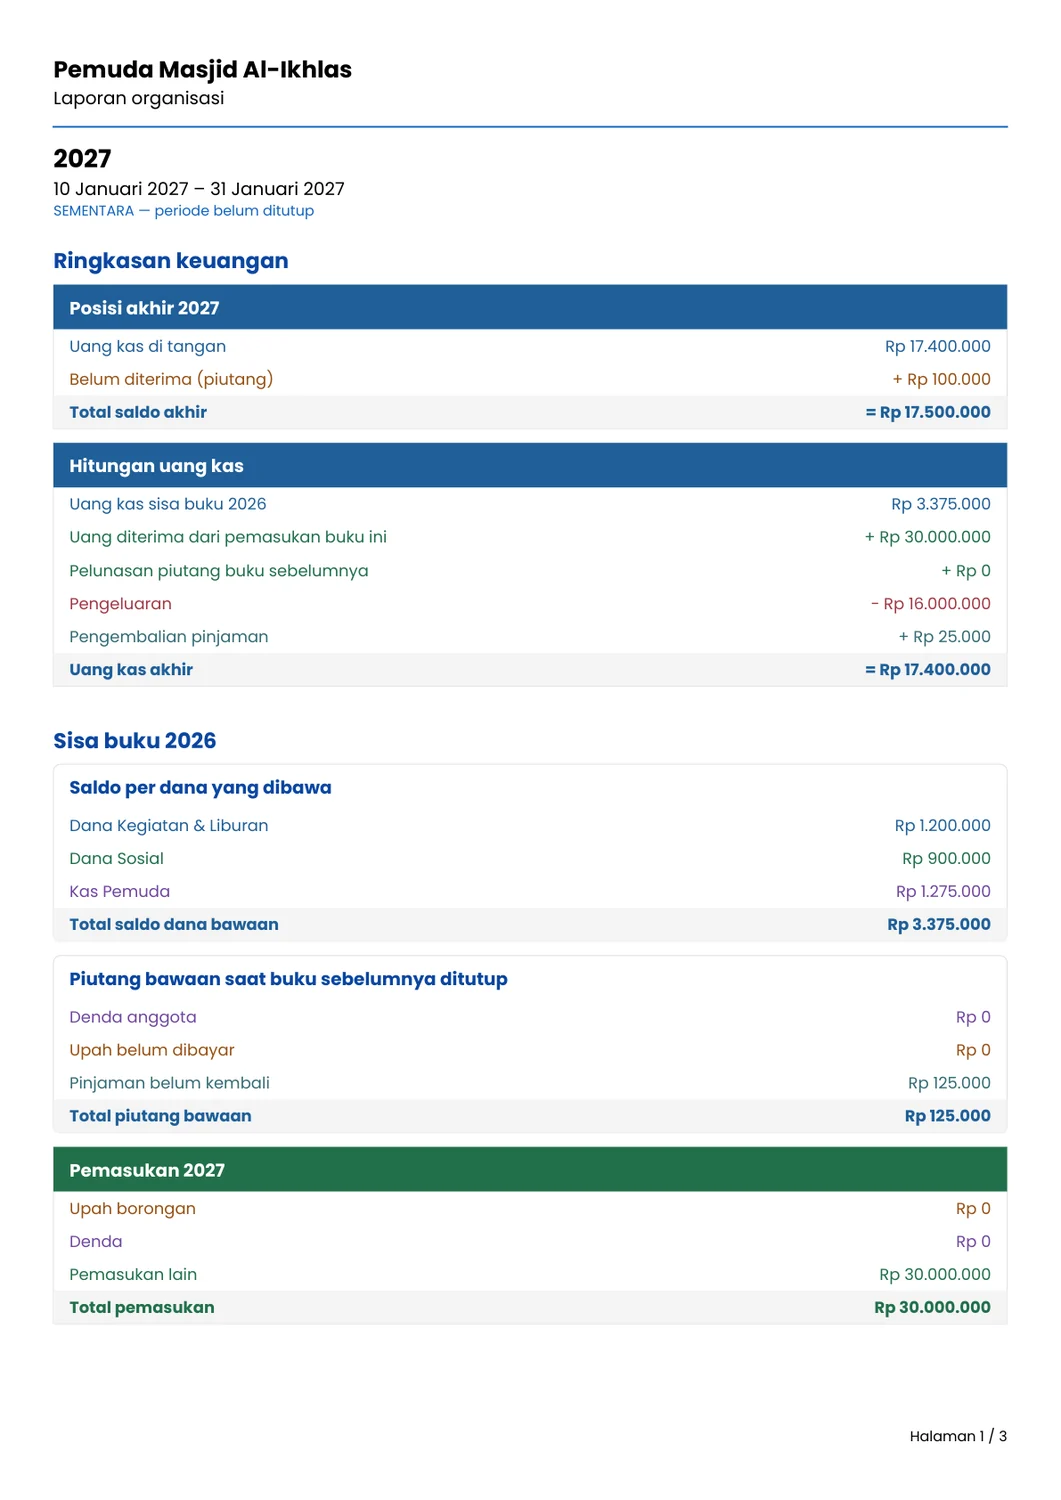 Pemuda Masjid Al-Ikhlas
Laporan organisasi
2027
10 Januari 2027 – 31 Januari 2027
SEMENTARA — periode belum ditutup
Ringkasan keuangan
Posisi akhir 2027
Uang kas di tangan Rp 17.400.000
Belum diterima (piutang) + Rp 100.000
Total saldo akhir = Rp 17.500.000
Hitungan uang kas
Uang kas sisa buku 2026 Rp 3.375.000
Uang diterima dari pemasukan buku ini + Rp 30.000.000
Pelunasan piutang buku sebelumnya + Rp 0
Pengeluaran - Rp 16.000.000
Pengembalian pinjaman + Rp 25.000
Uang kas akhir = Rp 17.400.000
Sisa buku 2026
Saldo per dana yang dibawa
Dana Kegiatan & Liburan Rp 1.200.000
Dana Sosial Rp 900.000
Kas Pemuda Rp 1.275.000
Total saldo dana bawaan Rp 3.375.000
Piutang bawaan saat buku sebelumnya ditutup
Denda anggota Rp 0
Upah belum dibayar Rp 0
Pinjaman belum kembali Rp 125.000
Total piutang bawaan Rp 125.000
Pemasukan 2027
Upah borongan Rp 0
Denda Rp 0
Pemasukan lain Rp 30.000.000
Total pemasukan Rp 30.000.000
Halaman 1 / 3